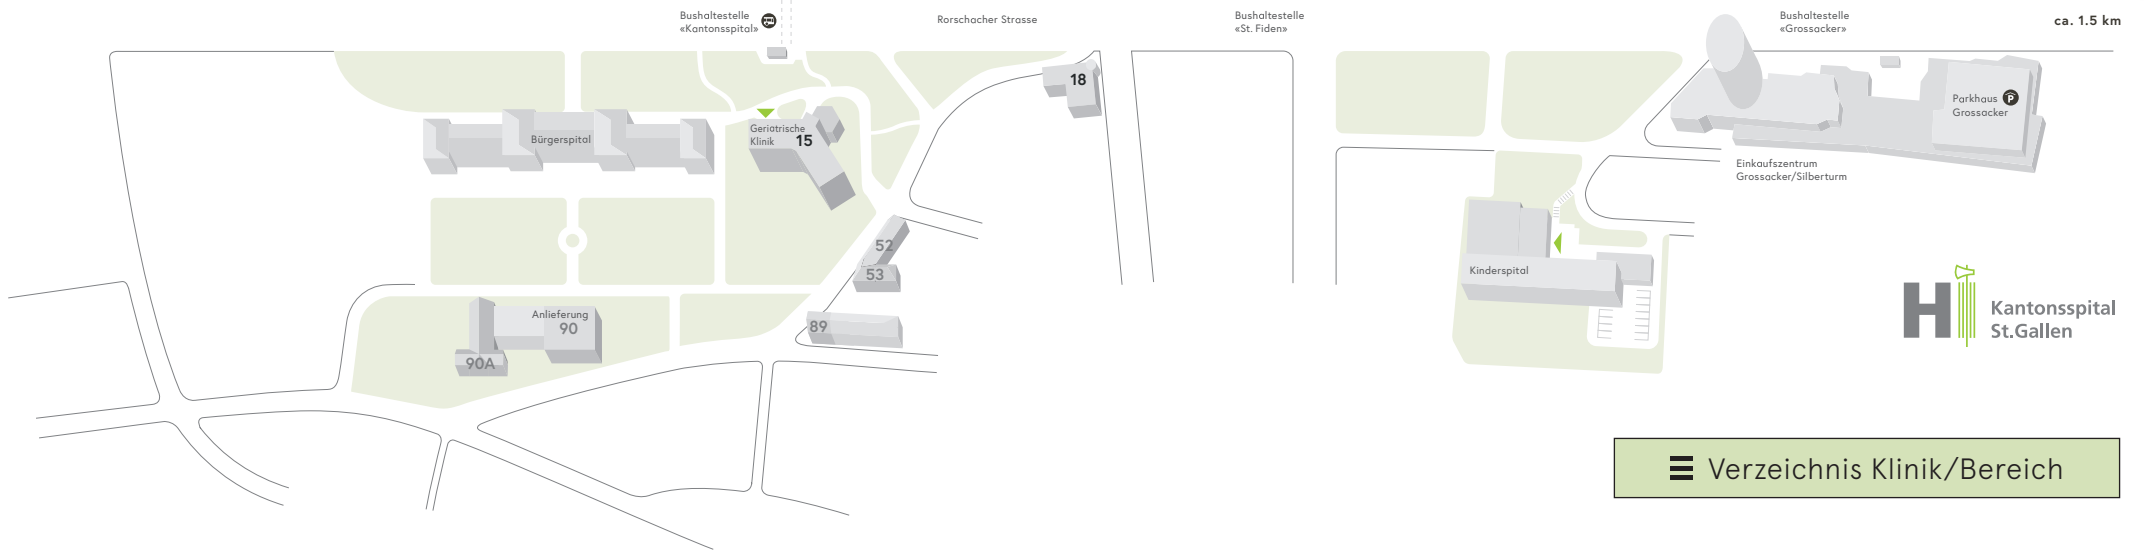 Bushaltestelle
«Kantonsspital»
Rorschacher Strasse
Bushaltestelle
«St. Fiden»
Bushaltestelle
«Grossacker»
ca. 1.5 km
18
Parkhaus P
Grossacker
Geriatrische
Klinik 15
Bürgerspital
Einkaufszentrum
Grossacker/Silberturm
52
53
Kinderspital
Anlieferung
90
89
90A
H
Kantonsspital
St.Gallen
Verzeichnis Klinik/Bereich